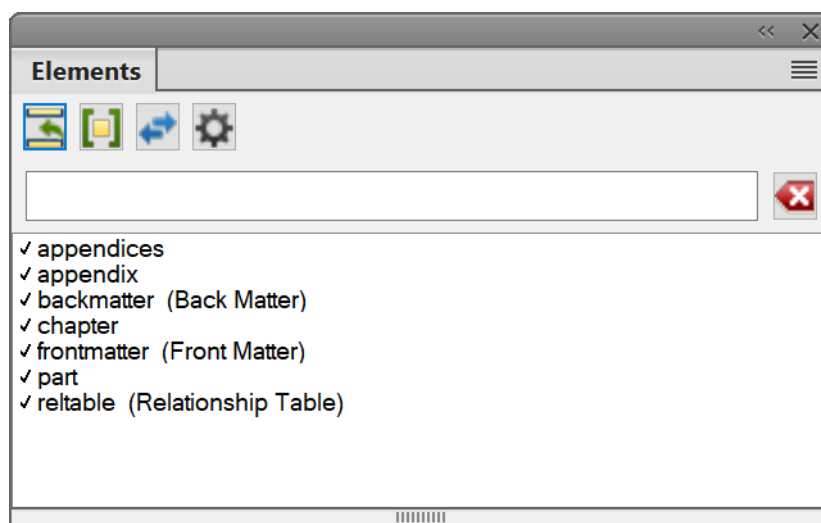 Elements
✓ appendices
✓ appendix
✓ backmatter (Back Matter)
✓ chapter
✓ frontmatter (Front Matter)
✓ part
✓ reltable (Relationship Table)